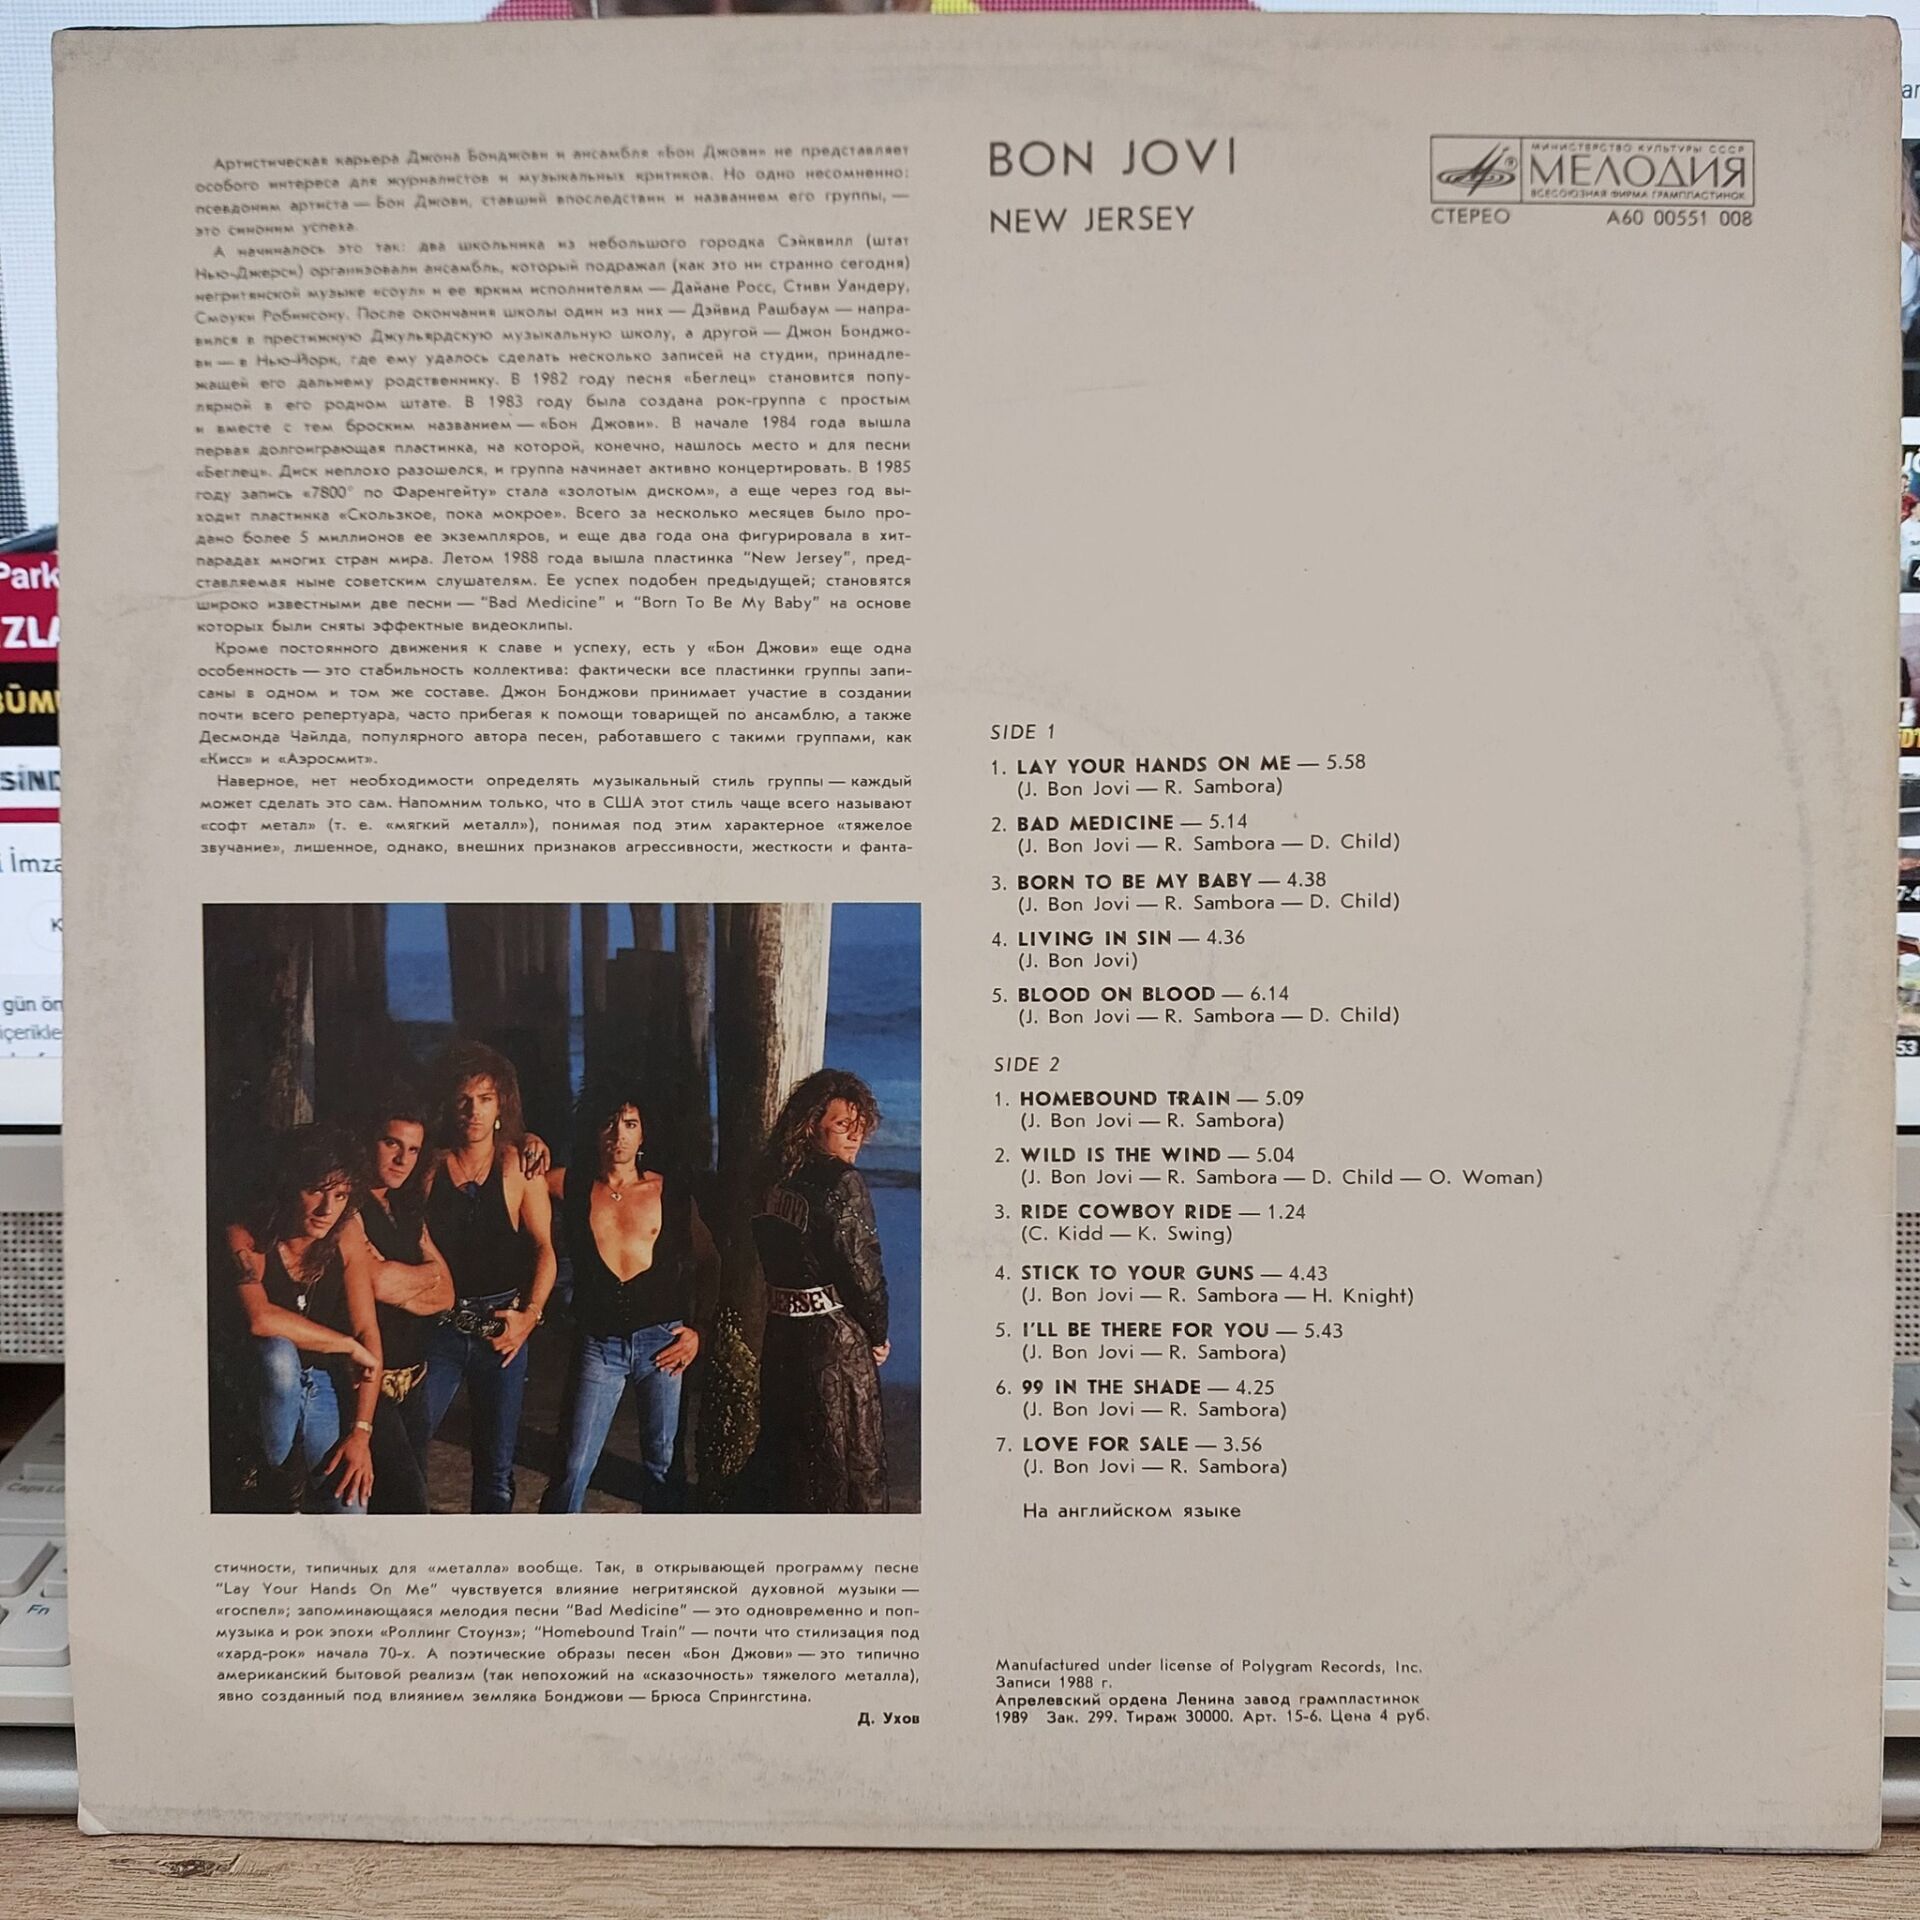 Артистическая карьера Джона Бонджови и ансамбля «Бон Джови» не представляет
особого интереса для журналистов и музыкальных критиков. Но одно несомненно:
псевдоним артиста — Бон Джови, ставший впоследствии и названием его группы, —
это синоним успеха.
А начиналось это так: два школьника из небольшого городка Сэйквилл (штат
Нью-Джерси) организовали ансамбль, который подражал (как это ни странно сегодня)
негритянской музыке «соул» и ее ярким исполнителям — Дайане Росс, Стиви Уандеру,
Смоуки Робинсону. После окончания школы один из них — Дэйвид Рашбаум — напра-
вился в престижную Джульярдскую музыкальную школу, а другой — Джон Бонджо-
ви — в Нью-Йорк, где ему удалось сделать несколько записей на студии, принадле-
жащей его дальнему родственнику. В 1982 году песня «Беглец» становится попу-
лярной в его родном штате. В 1983 году была создана рок-группа с простым
и вместе с тем броским названием — «Бон Джови». В начале 1984 года вышла
первая долгоиграющая пластинка, на которой, конечно, нашлось место и для песни
«Беглец». Диск неплохо разошелся, и группа начинает активно концертировать. В 1985
году запись «7800° по Фаренгейту» стала «золотым диском», а еще через год вы-
ходит пластинка «Скользкое, пока мокрое». Всего за несколько месяцев было про-
дано более 5 миллионов ее экземпляров, и еще два года она фигурировала в хит-
парадах многих стран мира. Летом 1988 года вышла пластинка "New Jersey", пред-
ставляемая ныне советским слушателям. Ее успех подобен предыдущей; становятся
широко известными две песни — "Bad Medicine" и "Born To Be My Baby" на основе
которых были сняты эффектные видеоклипы.
Кроме постоянного движения к славе и успеху, есть у «Бон Джови» еще одна
особенность — это стабильность коллектива: фактически все пластинки группы запи-
саны в одном и том же составе. Джон Бонджови принимает участие в создании
почти всего репертуара, часто прибегая к помощи товарищей по ансамблю, а также
Десмонда Чайлда, популярного автора песен, работавшего с такими группами, как
«Кисс» и «Аэросмит».
Наверное, нет необходимости определять музыкальный стиль группы — каждый
может сделать это сам. Напомним только, что в США этот стиль чаще всего называют
«софт метал» (т. е. «мягкий металл»), понимая под этим характерное «тяжелое
звучание», лишенное, однако, внешних признаков агрессивности, жесткости и фанта-
стичности, типичных для «металла» вообще. Так, в открывающей программу песне
"Lay Your Hands On Me" чувствуется влияние негритянской духовной музыки —
«госпел»; запоминающаяся мелодия песни "Bad Medicine" — это одновременно и поп-
музыка и рок эпохи «Роллинг Стоунз»; "Homebound Train" — почти что стилизация под
«хард-рок» начала 70-х. А поэтические образы песен «Бон Джови» — это типично
американский бытовой реализм (так непохожий на «сказочность» тяжелого металла),
явно созданный под влиянием земляка Бонджови — Брюса Спрингстина.
Д. Ухов
BON JOVI
NEW JERSEY
МИНИСТЕРСТВО КУЛЬТУРЫ СССР
МЕЛОДИЯ
ВСЕСОЮЗНАЯ ФИРМА ГРАМПЛАСТИНОК
СТЕРЕО А60 00551 008
SIDE 1
1. LAY YOUR HANDS ON ME — 5.58
(J. Bon Jovi — R. Sambora)
2. BAD MEDICINE — 5.14
(J. Bon Jovi — R. Sambora — D. Child)
3. BORN TO BE MY BABY — 4.38
(J. Bon Jovi — R. Sambora — D. Child)
4. LIVING IN SIN — 4.36
(J. Bon Jovi)
5. BLOOD ON BLOOD — 6.14
(J. Bon Jovi — R. Sambora — D. Child)
SIDE 2
1. HOMEBOUND TRAIN — 5.09
(J. Bon Jovi — R. Sambora)
2. WILD IS THE WIND — 5.04
(J. Bon Jovi — R. Sambora — D. Child — O. Woman)
3. RIDE COWBOY RIDE — 1.24
(C. Kidd — K. Swing)
4. STICK TO YOUR GUNS — 4.43
(J. Bon Jovi — R. Sambora — H. Knight)
5. I'LL BE THERE FOR YOU — 5.43
(J. Bon Jovi — R. Sambora)
6. 99 IN THE SHADE — 4.25
(J. Bon Jovi — R. Sambora)
7. LOVE FOR SALE — 3.56
(J. Bon Jovi — R. Sambora)
На английском языке
Manufactured under license of Polygram Records, Inc.
Записи 1988 г.
Апрелевский ордена Ленина завод грампластинок
1989 Зак. 299. Тираж 30000. Арт. 15-6. Цена 4 руб.
JERSEY
Park
gün ön
içerikle
Fn